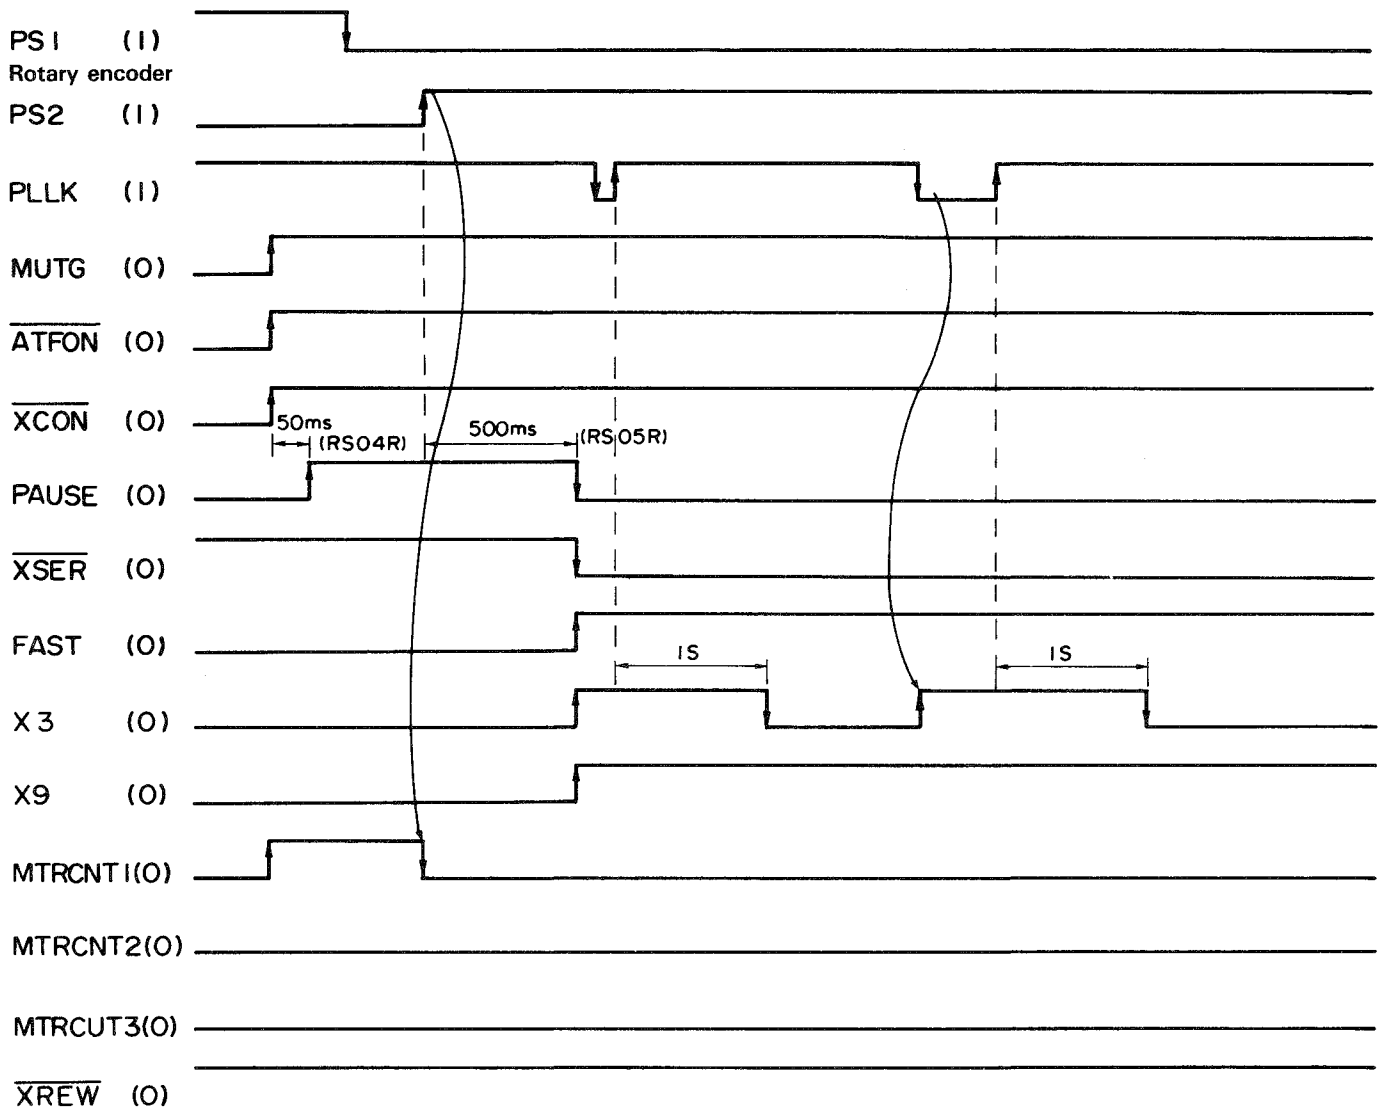 PS1 (I)
Rotary encoder
PS2 (I)
PLLK (I)
MUTG (O)
ATFON (O)
XCON (O)
50ms
(RS04R)
500ms
(RS05R)
PAUSE (O)
XSER (O)
FAST (O)
1S
1S
X3 (O)
X9 (O)
MTRCNT1(O)
MTRCNT2(O)
MTRCUT3(O)
XREW (O)